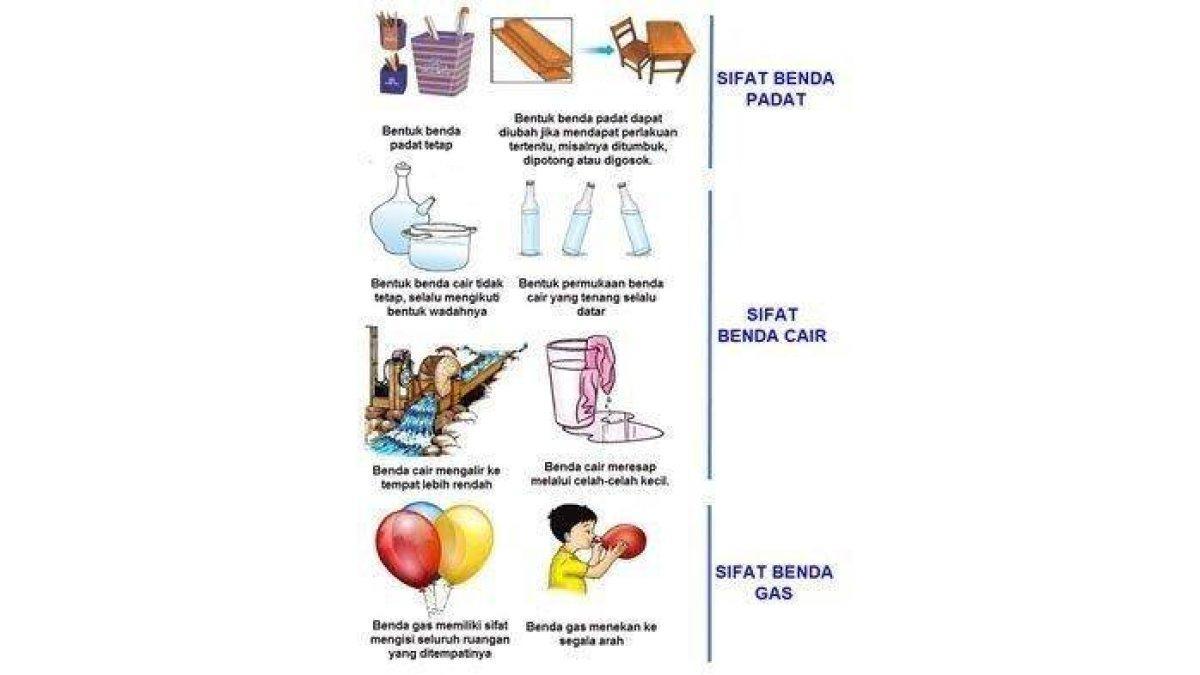 Bentuk benda
padat tetap
Bentuk benda padat dapat
diubah jika mendapat perlakuan
tertentu, misalnya ditumbuk,
dipotong atau digosok.
SIFAT BENDA
PADAT
Bentuk benda cair tidak
tetap, selalu mengikuti
bentuk wadahnya
Bentuk permukaan benda
cair yang tenang selalu
datar
Benda cair mengalir ke
tempat lebih rendah
Benda cair meresap
melalui celah-celah kecil.
SIFAT
BENDA CAIR
Benda gas memiliki sifat
mengisi seluruh ruangan
yang ditempatinya
Benda gas menekan ke
segala arah
SIFAT BENDA
GAS